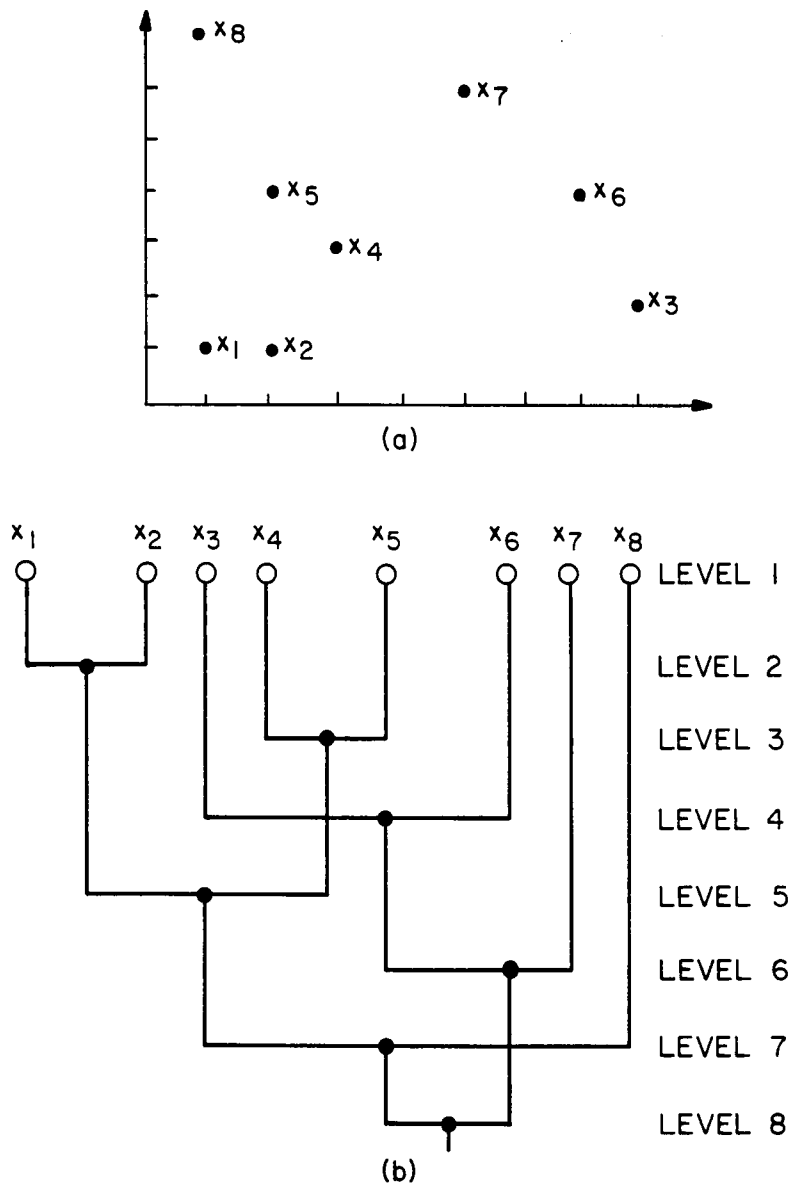 x8
x7
x5
x6
x4
x3
x1 x2
(a)
x1 x2 x3 x4 x5 x6 x7 x8
LEVEL 1
LEVEL 2
LEVEL 3
LEVEL 4
LEVEL 5
LEVEL 6
LEVEL 7
LEVEL 8
(b)